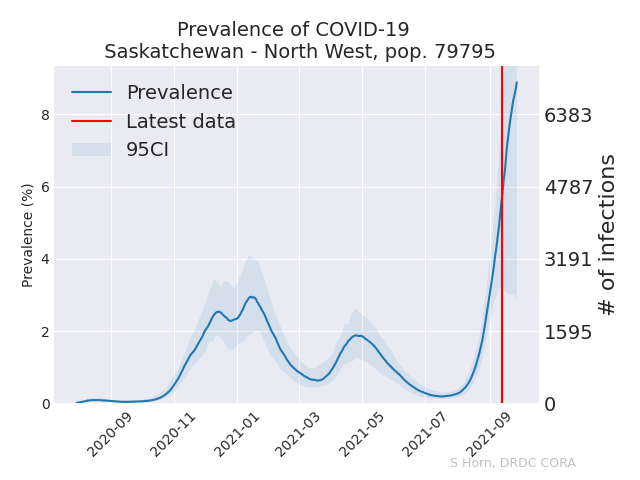 Prevalence of COVID-19
Saskatchewan - North West, pop. 79795
Prevalence
Latest data
95CI
Prevalence (%)
8
6
4
2
0
6383
4787
3191
1595
0
# of infections
2020-09
2020-11
2021-01
2021-03
2021-05
2021-07
2021-09
S Horn, DRDC CORA